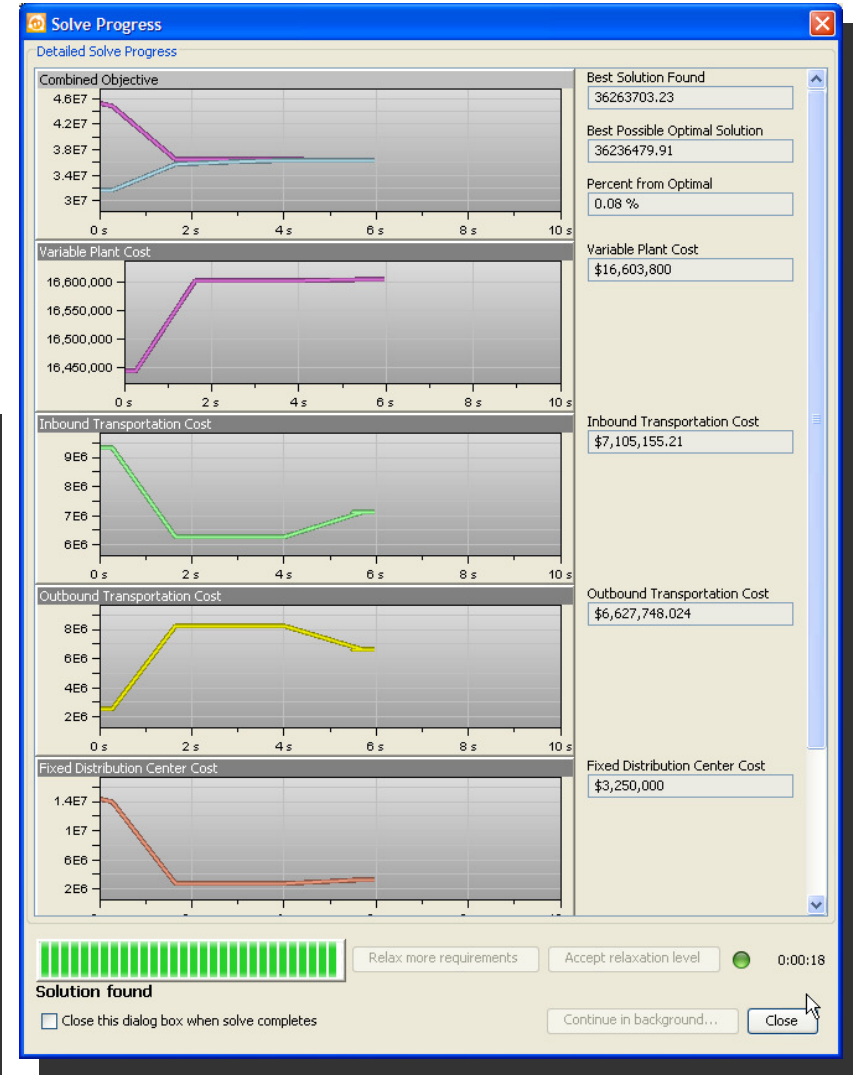 Solve Progress
Detailed Solve Progress
Combined Objective
4.6E7
4.2E7
3.8E7
3.4E7
3E7
0 s 2 s 4 s 6 s 8 s 10 s
Best Solution Found
36263703.23
Best Possible Optimal Solution
36236479.91
Percent from Optimal
0.08 %
Variable Plant Cost
16,600,000
16,550,000
16,500,000
16,450,000
0 s 2 s 4 s 6 s 8 s 10 s
Variable Plant Cost
$16,603,800
Inbound Transportation Cost
9E6
8E6
7E6
6E6
0 s 2 s 4 s 6 s 8 s 10 s
Inbound Transportation Cost
$7,105,155.21
Outbound Transportation Cost
8E6
6E6
4E6
2E6
0 s 2 s 4 s 6 s 8 s 10 s
Outbound Transportation Cost
$6,627,748.024
Fixed Distribution Center Cost
1.4E7
1E7
6E6
2E6
Fixed Distribution Center Cost
$3,250,000
Relax more requirements Accept relaxation level 0:00:18
Solution found
Close this dialog box when solve completes Continue in background... Close